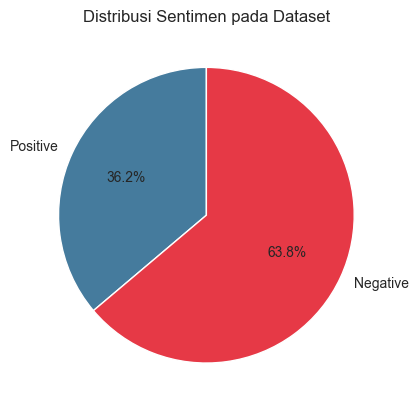 Distribusi Sentimen pada Dataset
Positive
36.2%
63.8%
Negative